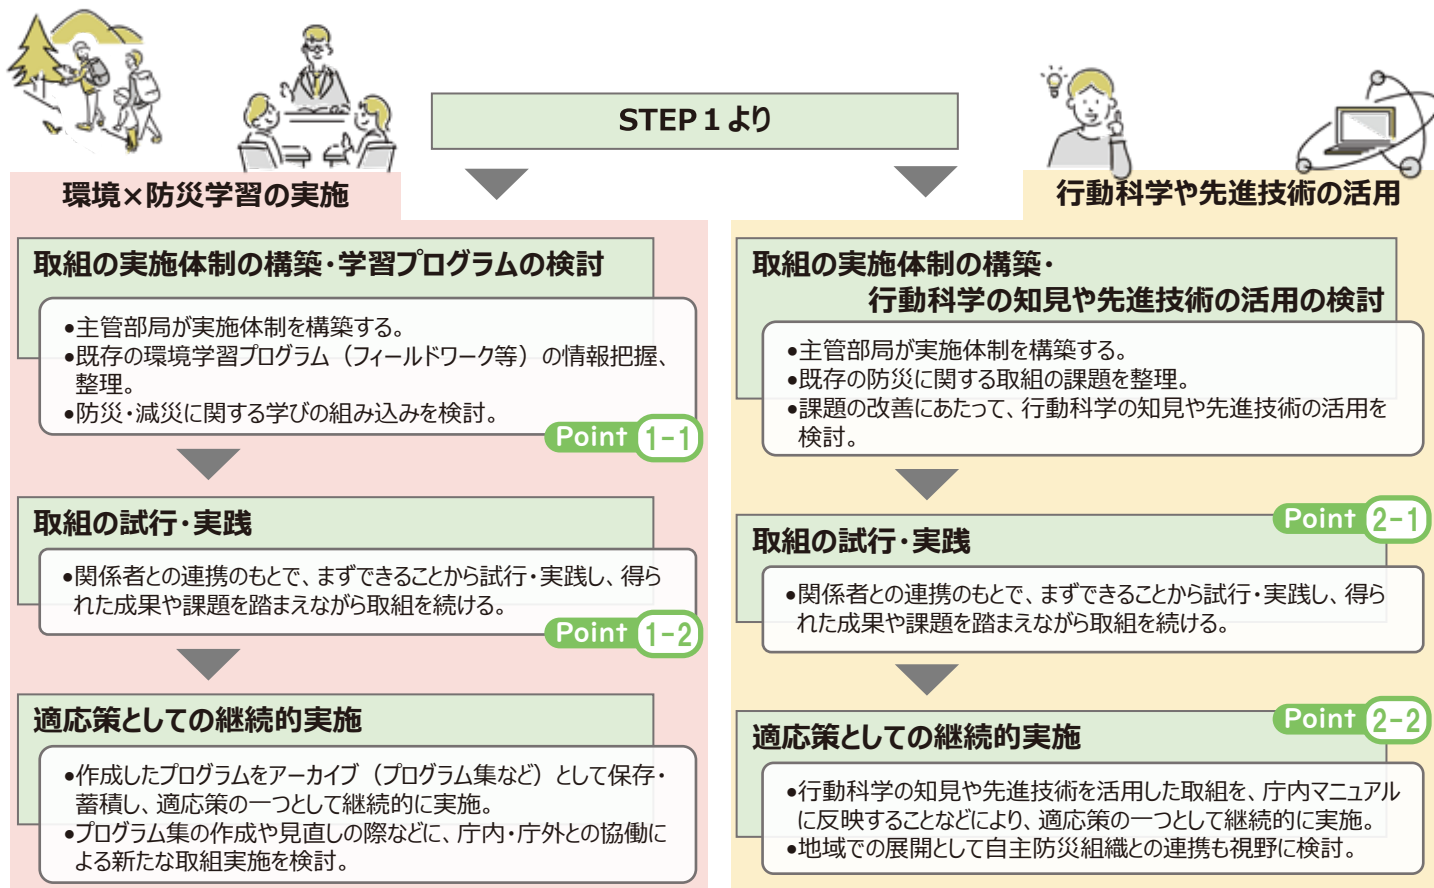 STEP１より
環境×防災学習の実施
取組の実施体制の構築・学習プログラムの検討
●主管部局が実施体制を構築する。
●既存の環境学習プログラム（フィールドワーク等）の情報把握、
整理。
●防災・減災に関する学びの組み込みを検討。
Point 1-1
取組の試行・実践
●関係者との連携のもとで、まずできることから試行・実践し、得ら
れた成果や課題を踏まえながら取組を続ける。
Point 1-2
適応策としての継続的実施
●作成したプログラムをアーカイブ（プログラム集など）として保存・
蓄積し、適応策の一つとして継続的に実施。
●プログラム集の作成や見直しの際などに、庁内・庁外との協働に
よる新たな取組実施を検討。
行動科学や先進技術の活用
取組の実施体制の構築・
行動科学の知見や先進技術の活用の検討
●主管部局が実施体制を構築する。
●既存の防災に関する取組の課題を整理。
●課題の改善にあたって、行動科学の知見や先進技術の活用を
検討。
Point 2-1
取組の試行・実践
●関係者との連携のもとで、まずできることから試行・実践し、得ら
れた成果や課題を踏まえながら取組を続ける。
Point 2-2
適応策としての継続的実施
●行動科学の知見や先進技術を活用した取組を、庁内マニュアル
に反映することなどにより、適応策の一つとして継続的に実施。
●地域での展開として自主防災組織との連携も視野に検討。